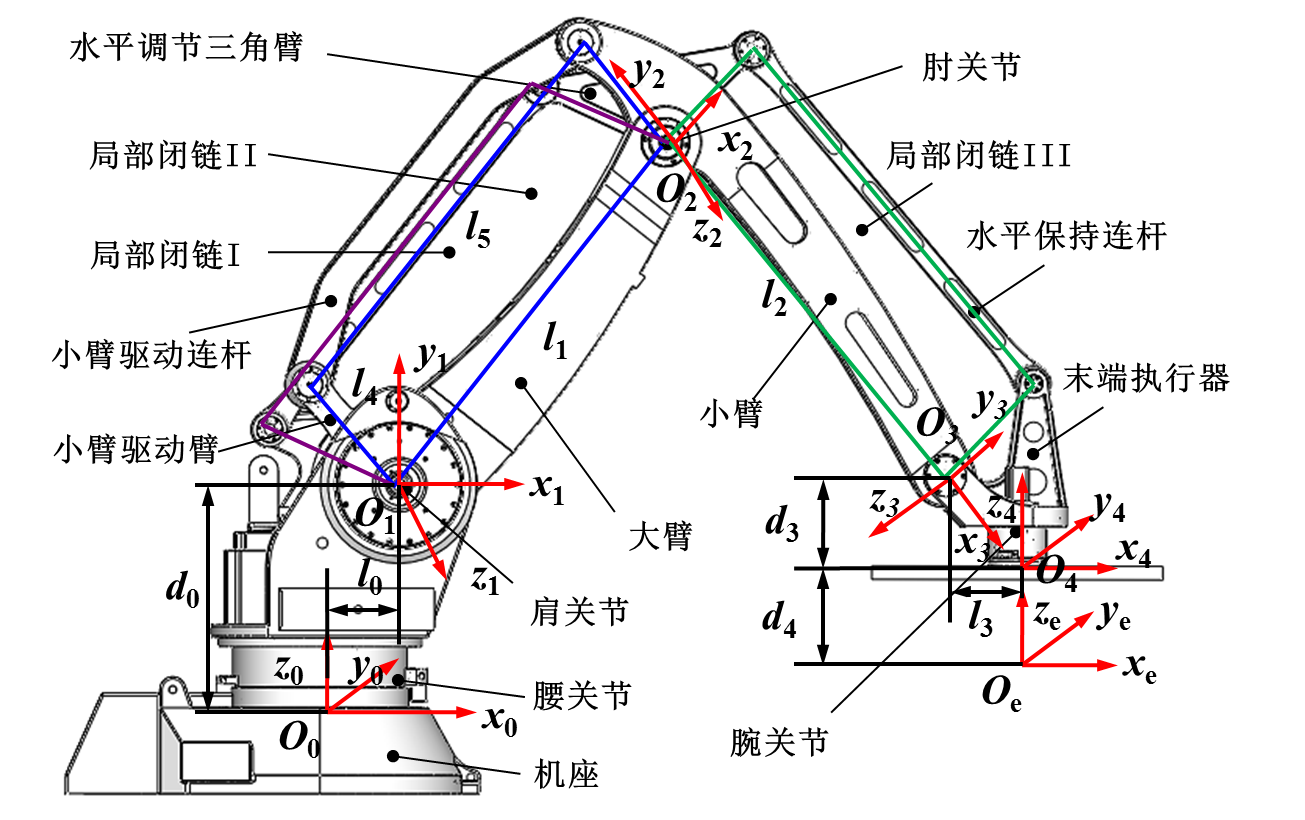 水平调节三角臂
y2
肘关节
x2
局部闭链II
局部闭链III
O2
z2
水平保持连杆
局部闭链I
l5
l2
小臂驱动连杆
y1
l1
l4
小臂
末端执行器
O3
y3
小臂驱动臂
x1
O1
大臂
z3
z4
y4
d3
x3
x4
O4
z1
d0
l0
肩关节
d4
l3
ze
ye
z0
y0
腰关节
xe
Oe
x0
O0
腕关节
机座